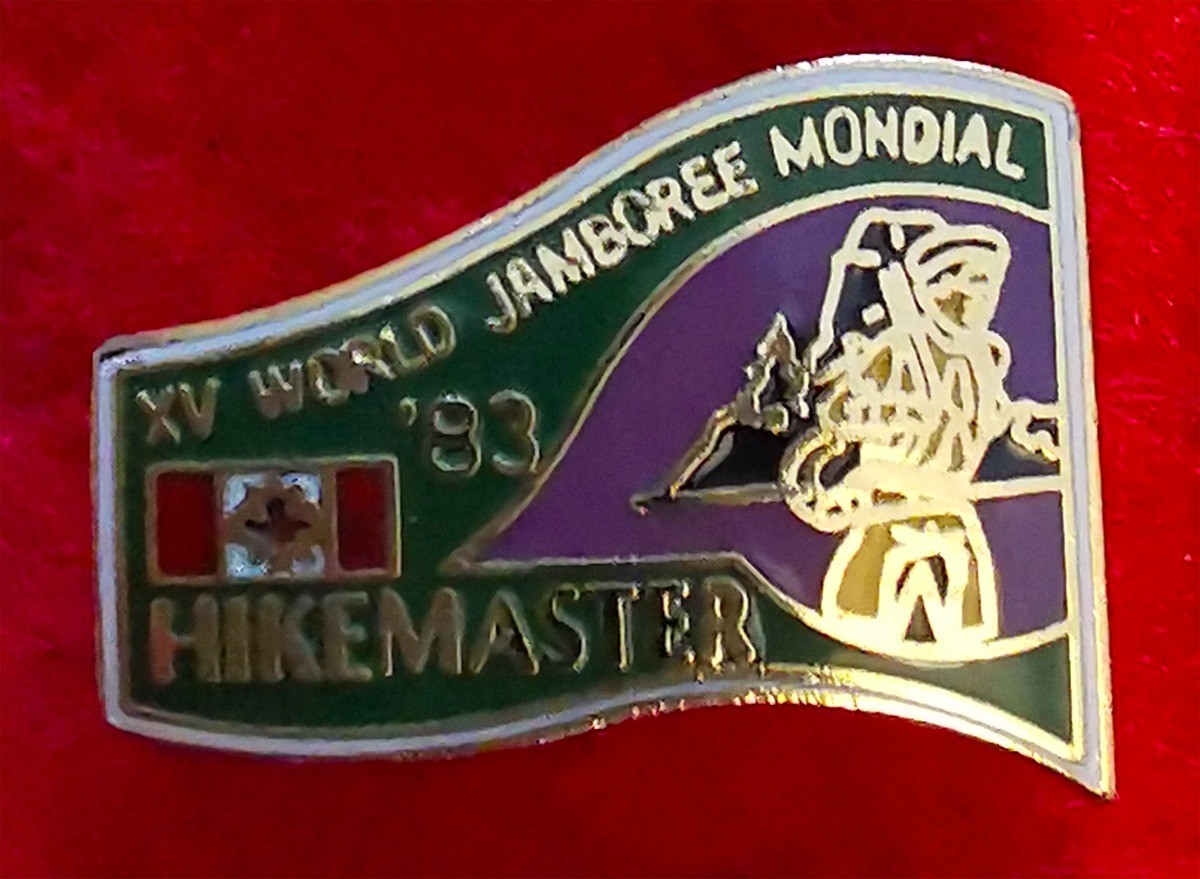 XV WORLD JAMBOREE MONDIAL
'83
HIKEMASTER